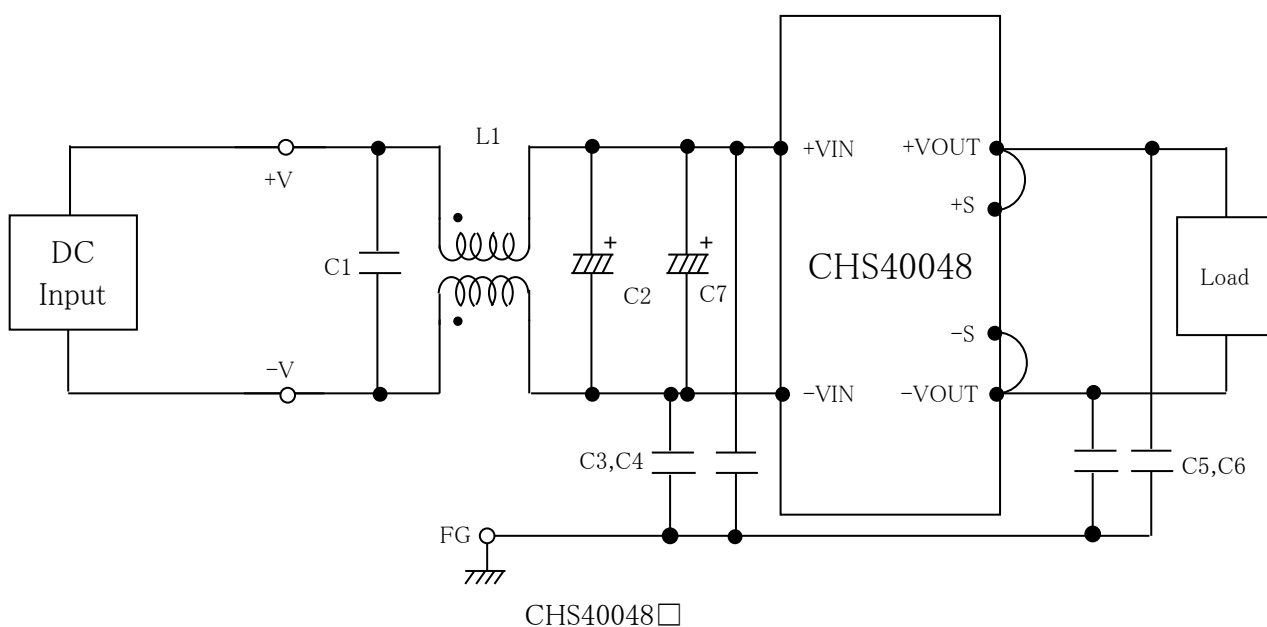 L1
+VIN
+VOUT
+V
+S
DC
Input
C1
C2
C7
CHS40048
Load
−S
−V
−VIN
−VOUT
C3,C4
C5,C6
FG
CHS40048□